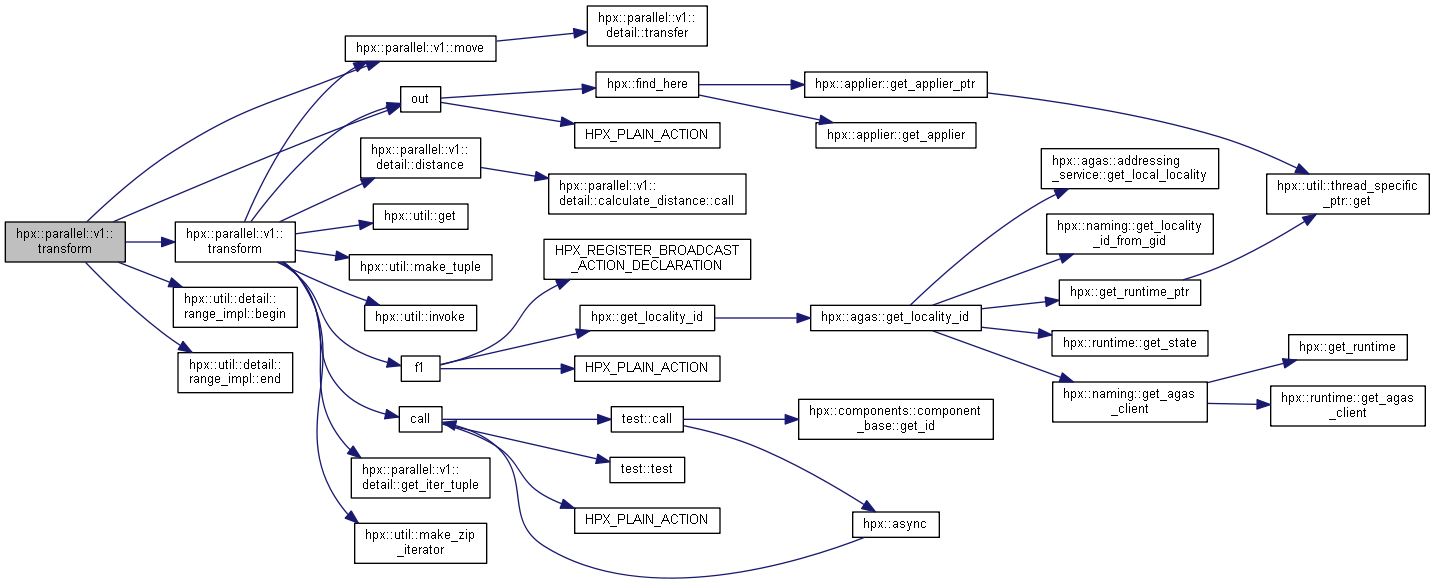 hpx::parallel::v1::
transform
hpx::parallel::v1::move
hpx::parallel::v1::
detail::transfer
out
hpx::find_here
hpx::applier::get_applier_ptr
HPX_PLAIN_ACTION
hpx::applier::get_applier
hpx::parallel::v1::
detail::distance
hpx::parallel::v1::
detail::calculate_distance::call
hpx::agas::addressing
_service::get_local_locality
hpx::util::thread_specific
_ptr::get
hpx::parallel::v1::
transform
hpx::util::get
hpx::util::make_tuple
HPX_REGISTER_BROADCAST
_ACTION_DECLARATION
hpx::naming::get_locality
_id_from_gid
hpx::util::detail::
range_impl::begin
hpx::util::invoke
hpx::get_locality_id
hpx::agas::get_locality_id
hpx::get_runtime_ptr
hpx::util::detail::
range_impl::end
f1
HPX_PLAIN_ACTION
hpx::runtime::get_state
hpx::get_runtime
hpx::naming::get_agas
_client
hpx::runtime::get_agas
_client
call
test::call
hpx::components::component
_base::get_id
hpx::parallel::v1::
detail::get_iter_tuple
test::test
HPX_PLAIN_ACTION
hpx::async
hpx::util::make_zip
_iterator